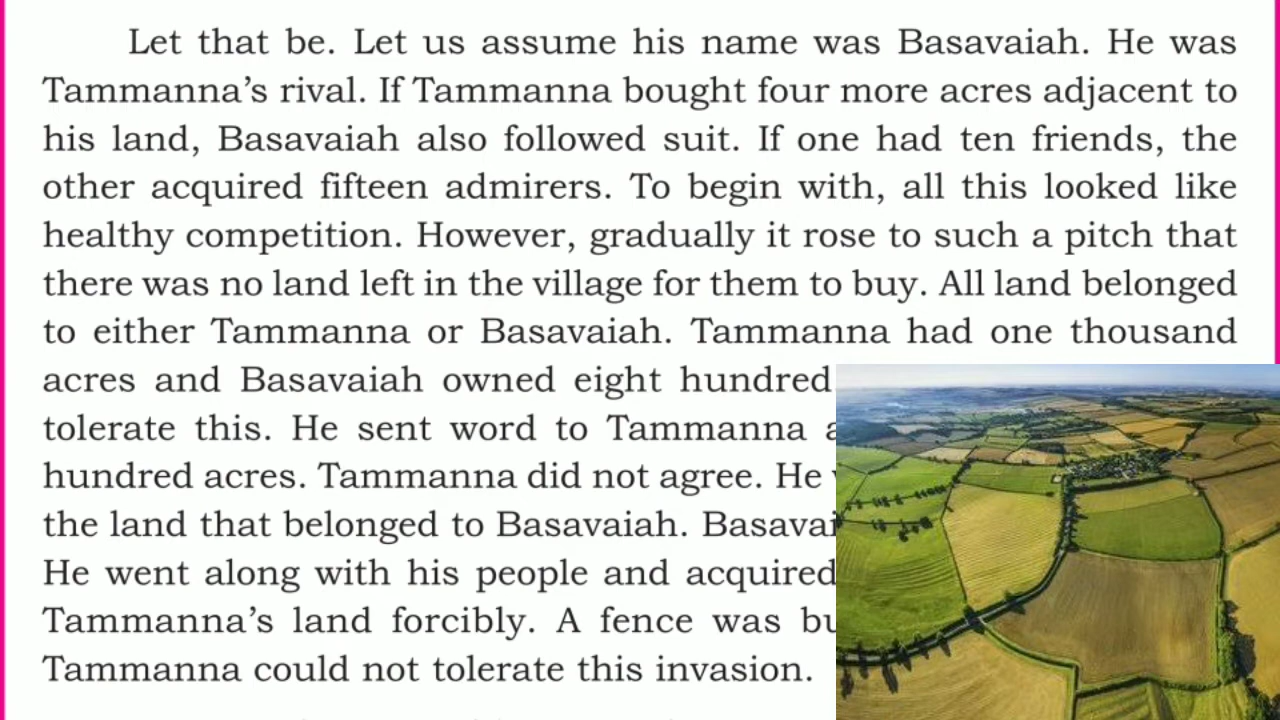 Let that be. Let us assume his name was Basavaiah. He was
Tammanna’s rival. If Tammanna bought four more acres adjacent to
his land, Basavaiah also followed suit. If one had ten friends, the
other acquired fifteen admirers. To begin with, all this looked like
healthy competition. However, gradually it rose to such a pitch that
there was no land left in the village for them to buy. All land belonged
to either Tammanna or Basavaiah. Tammanna had one thousand
acres and Basavaiah owned eight hundred
tolerate this. He sent word to Tammanna
hundred acres. Tammanna did not agree. He
the land that belonged to Basavaiah.
He went along with his people and acquired
Tammanna’s land forcibly. A fence was
Tammanna could not tolerate this invasion.